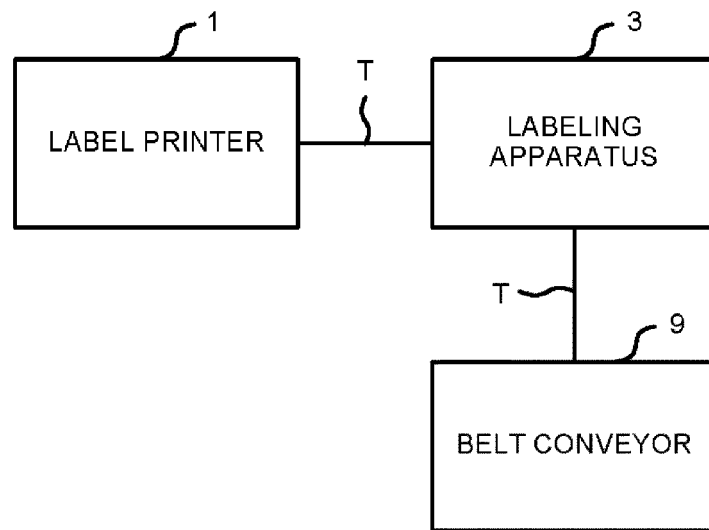 1
3
T
LABEL PRINTER
LABELING
APPARATUS
T
9
BELT CONVEYOR